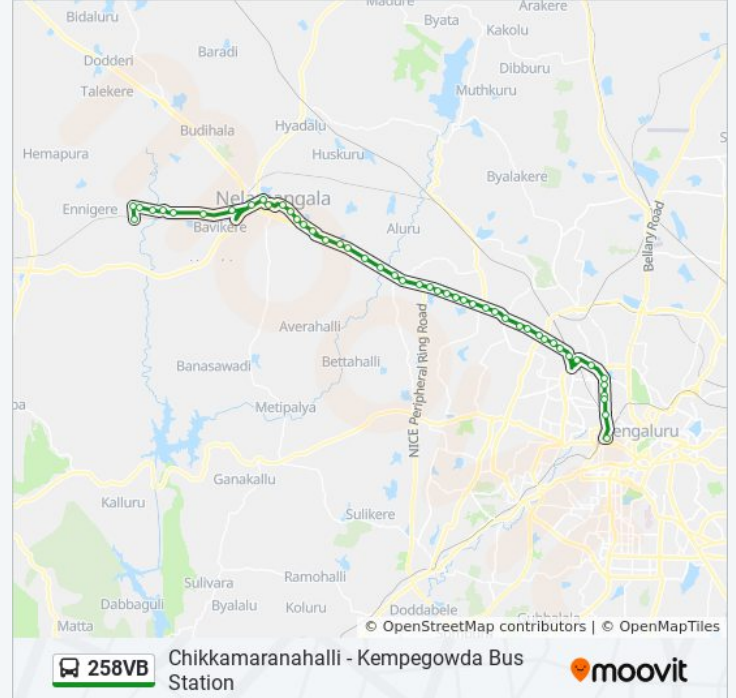 Bidaluru
Madure
Arakere
Byata
Kakolu
Dodderi
Baradi
Dibburu
Talekere
Muthkuru
Budihala
Hyadalu
Hemapura
Huskuru
Byalakere
Ennigere
Bavikere
Aluru
Bellary Road
Averahalli
NICE Peripheral Ring Road
Banasawadi
Bettahalli
Metipalya
engaluru
Ganakallu
Kalluru
Sulikere
Sulivara
Ramohalli
Dabbaguli
Byalalu
Koluru
Doddabele
Matta
© OpenStreetMap contributors | © OpenMapTiles
258VB
Chikkamaranahalli - Kempegowda Bus
Station
moovit